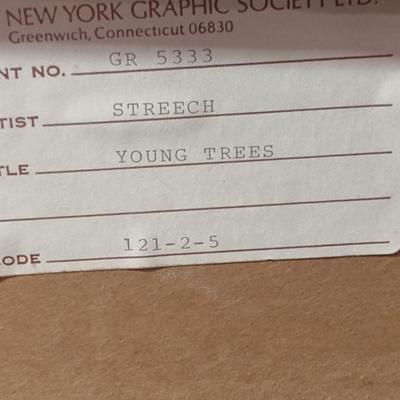 NEW YORK GRAPHIC SOCIETY LTD.
Greenwich, Connecticut 06830
NT NO. GR 5333
TIST STREECH
TLE YOUNG TREES
ODE 121-2-5